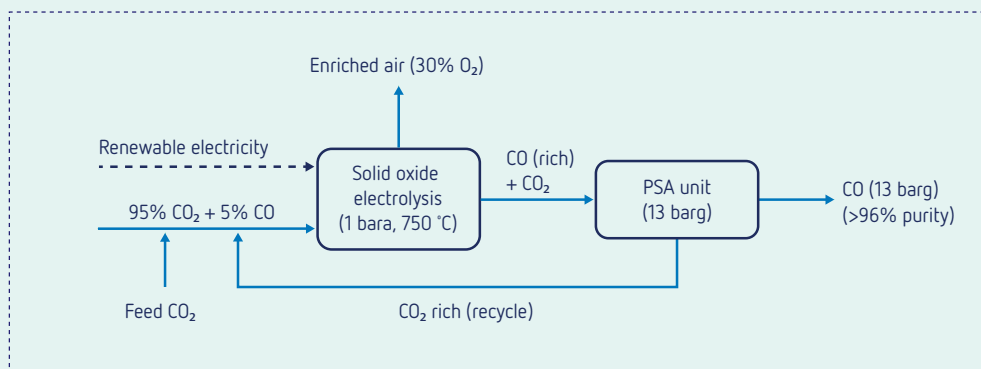 Enriched air (30% O₂)
Renewable electricity
Solid oxide
electrolysis
(1 bara, 750 °C)
CO (rich)
+ CO₂
PSA unit
(13 barg)
CO (13 barg)
(>96% purity)
95% CO₂ + 5% CO
Feed CO₂
CO₂ rich (recycle)